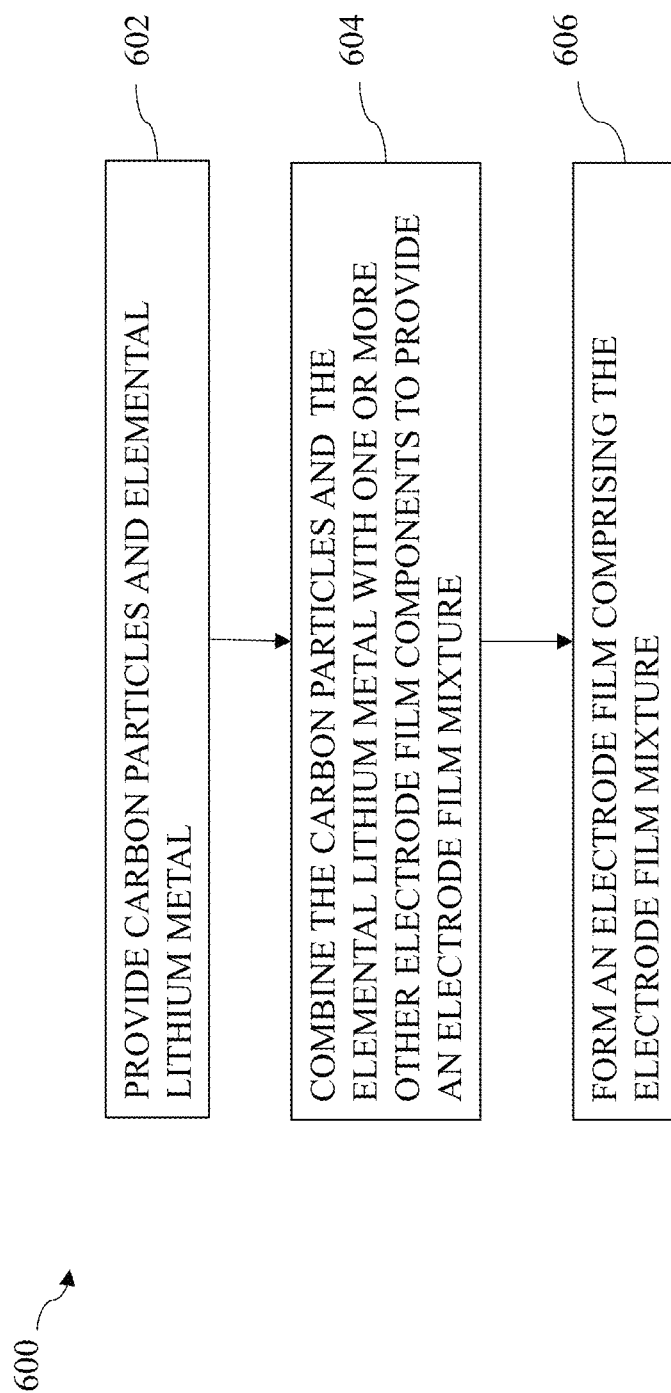 600
PROVIDE CARBON PARTICLES AND ELEMENTAL
LITHIUM METAL
602
COMBINE THE CARBON PARTICLES AND THE
ELEMENTAL LITHIUM METAL WITH ONE OR MORE
OTHER ELECTRODE FILM COMPONENTS TO PROVIDE
AN ELECTRODE FILM MIXTURE
604
FORM AN ELECTRODE FILM COMPRISING THE
ELECTRODE FILM MIXTURE
606